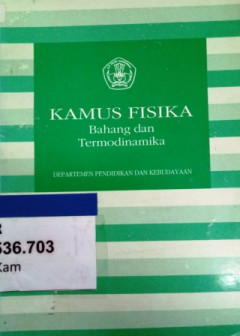 KAMUS FISIKA
Bahang dan
Termodinamika
DEPARTEMEN PENDIDIKAN DAN KEBUDAYAAN
R
536.703
Kam